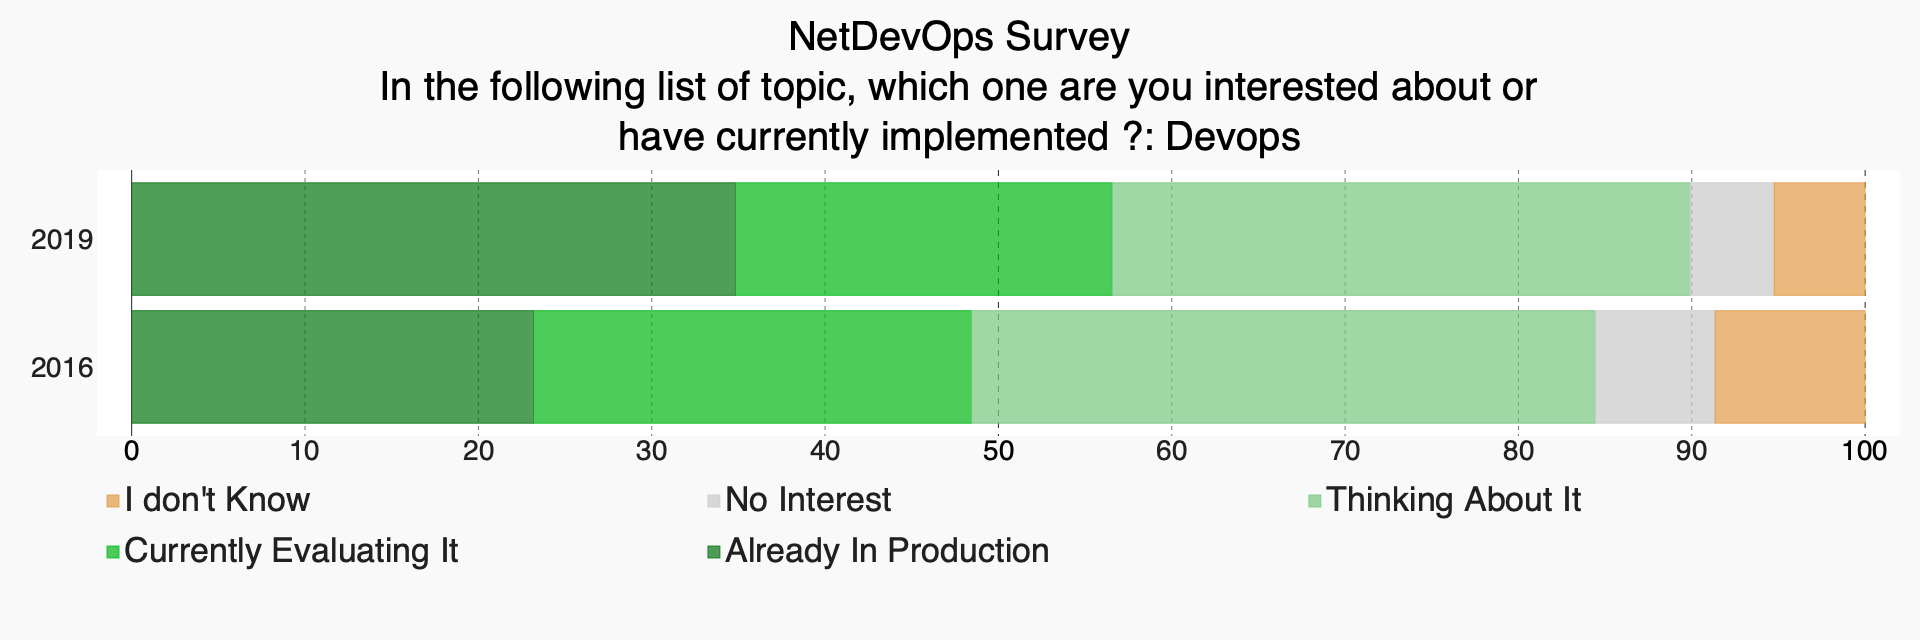 NetDevOps Survey
In the following list of topic, which one are you interested about or
have currently implemented ?: Devops
2019
2016
0 10 20 30 40 50 60 70 80 90 100
I don't Know No Interest Thinking About It
Currently Evaluating It Already In Production